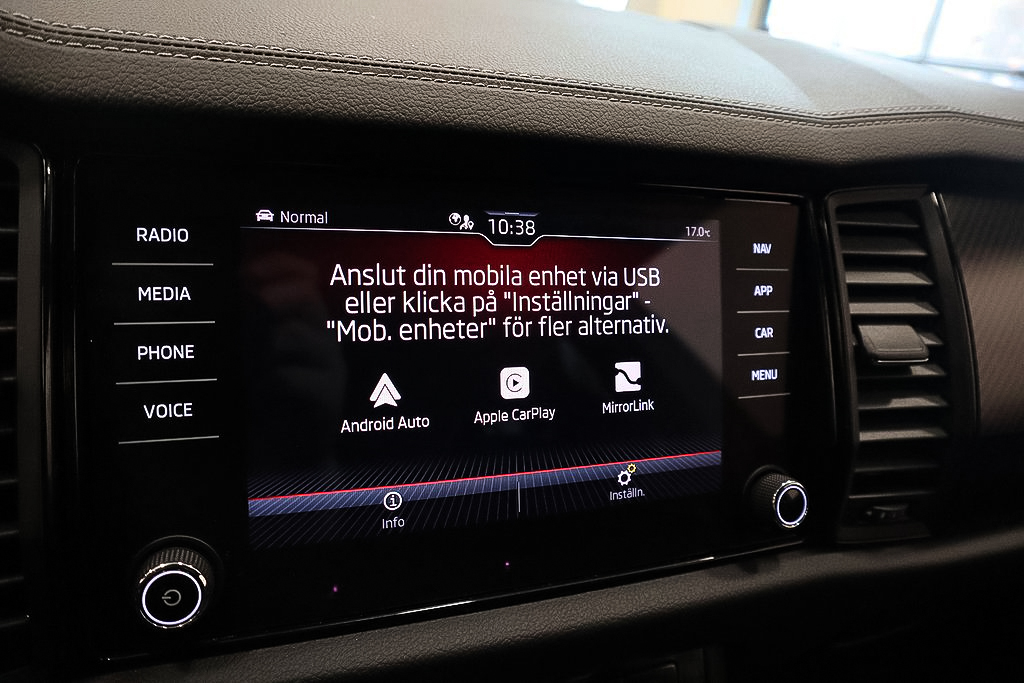 RADIO
MEDIA
PHONE
VOICE
Normal
10:38
17.0°C
Anslut din mobila enhet via USB
eller klicka på "Inställningar" -
"Mob. enheter" för fler alternativ.
Android Auto
Apple CarPlay
MirrorLink
Info
Inställn.
NAV
APP
CAR
MENU